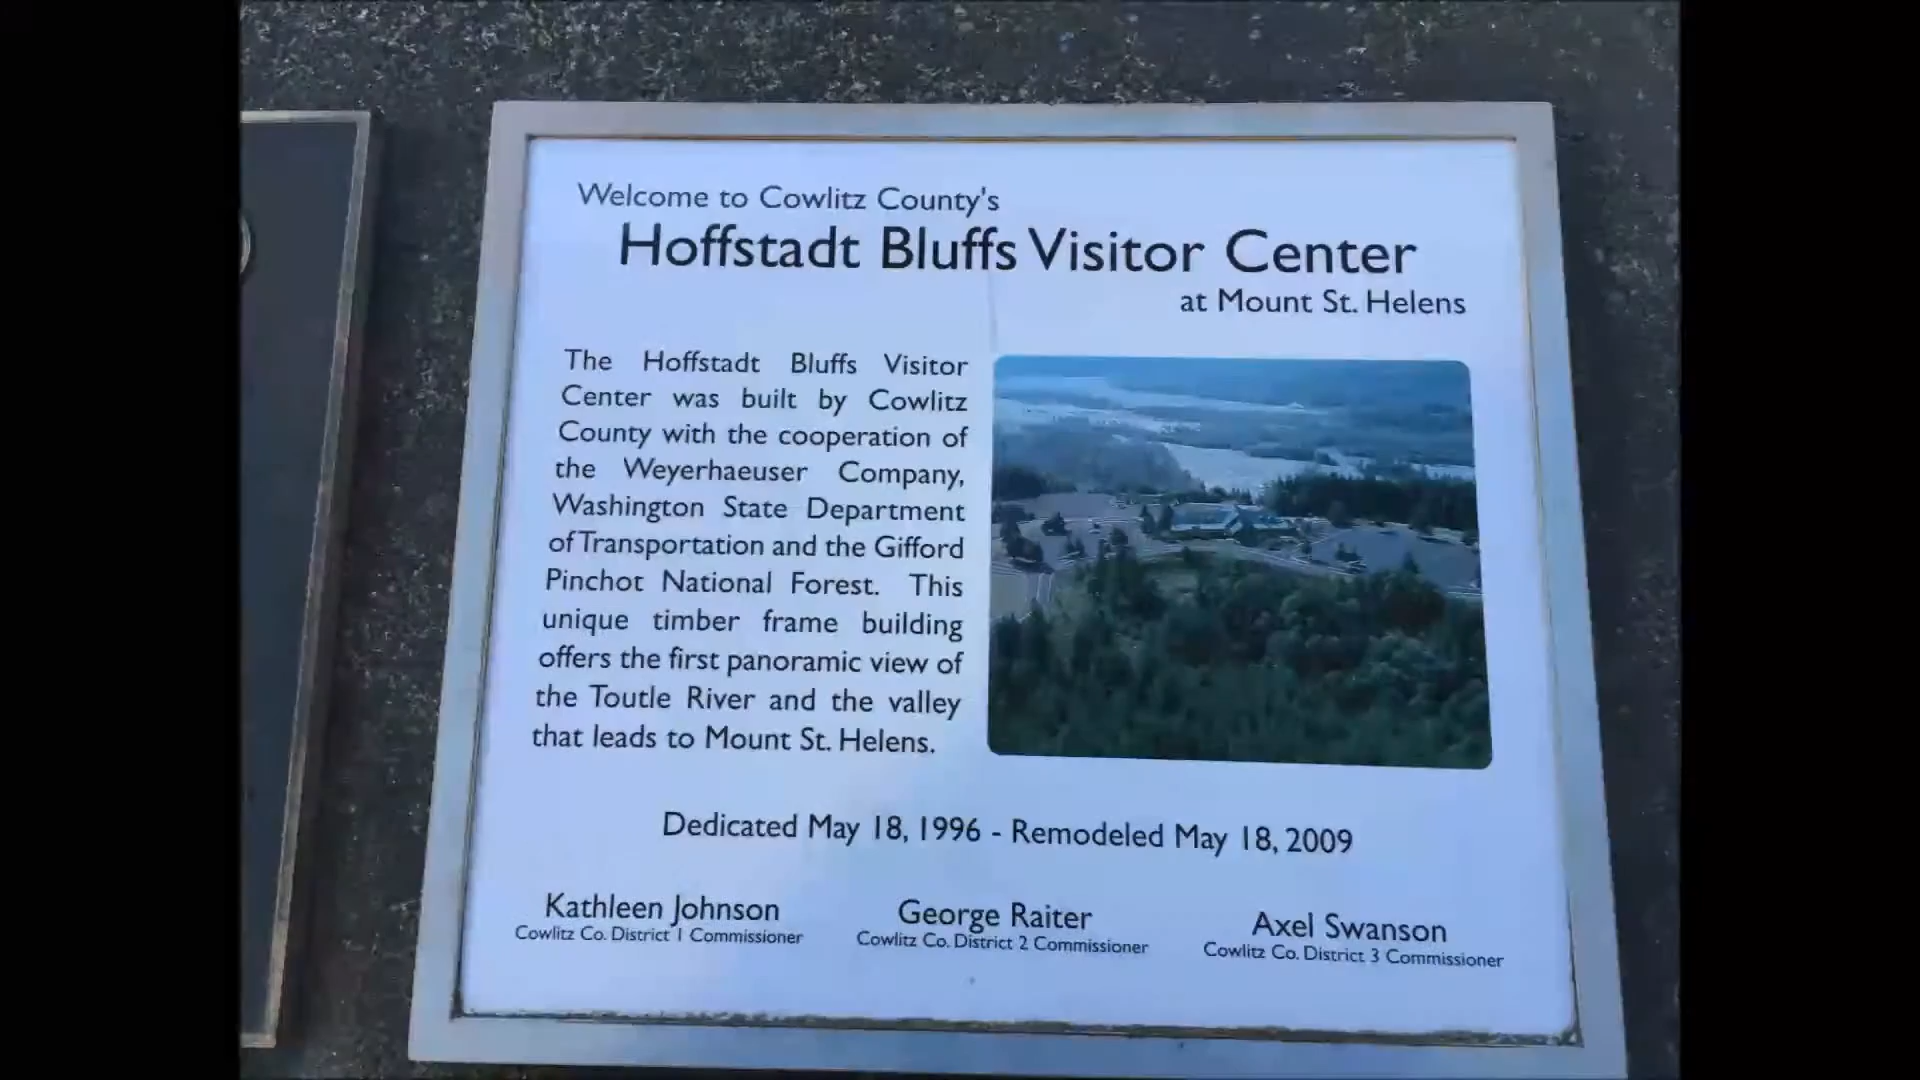 Welcome to Cowlitz County's
Hoffstadt Bluffs Visitor Center
at Mount St. Helens
The Hoffstadt Bluffs Visitor
Center was built by Cowlitz
County with the cooperation of
the Weyerhaeuser Company,
Washington State Department
of Transportation and the Gifford
Pinchot National Forest. This
unique timber frame building
offers the first panoramic view of
the Toutle River and the valley
that leads to Mount St. Helens.
Dedicated May 18, 1996 - Remodeled May 18, 2009
Kathleen Johnson
Cowlitz Co. District 1 Commissioner
George Raiter
Cowlitz Co. District 2 Commissioner
Axel Swanson
Cowlitz Co. District 3 Commissioner